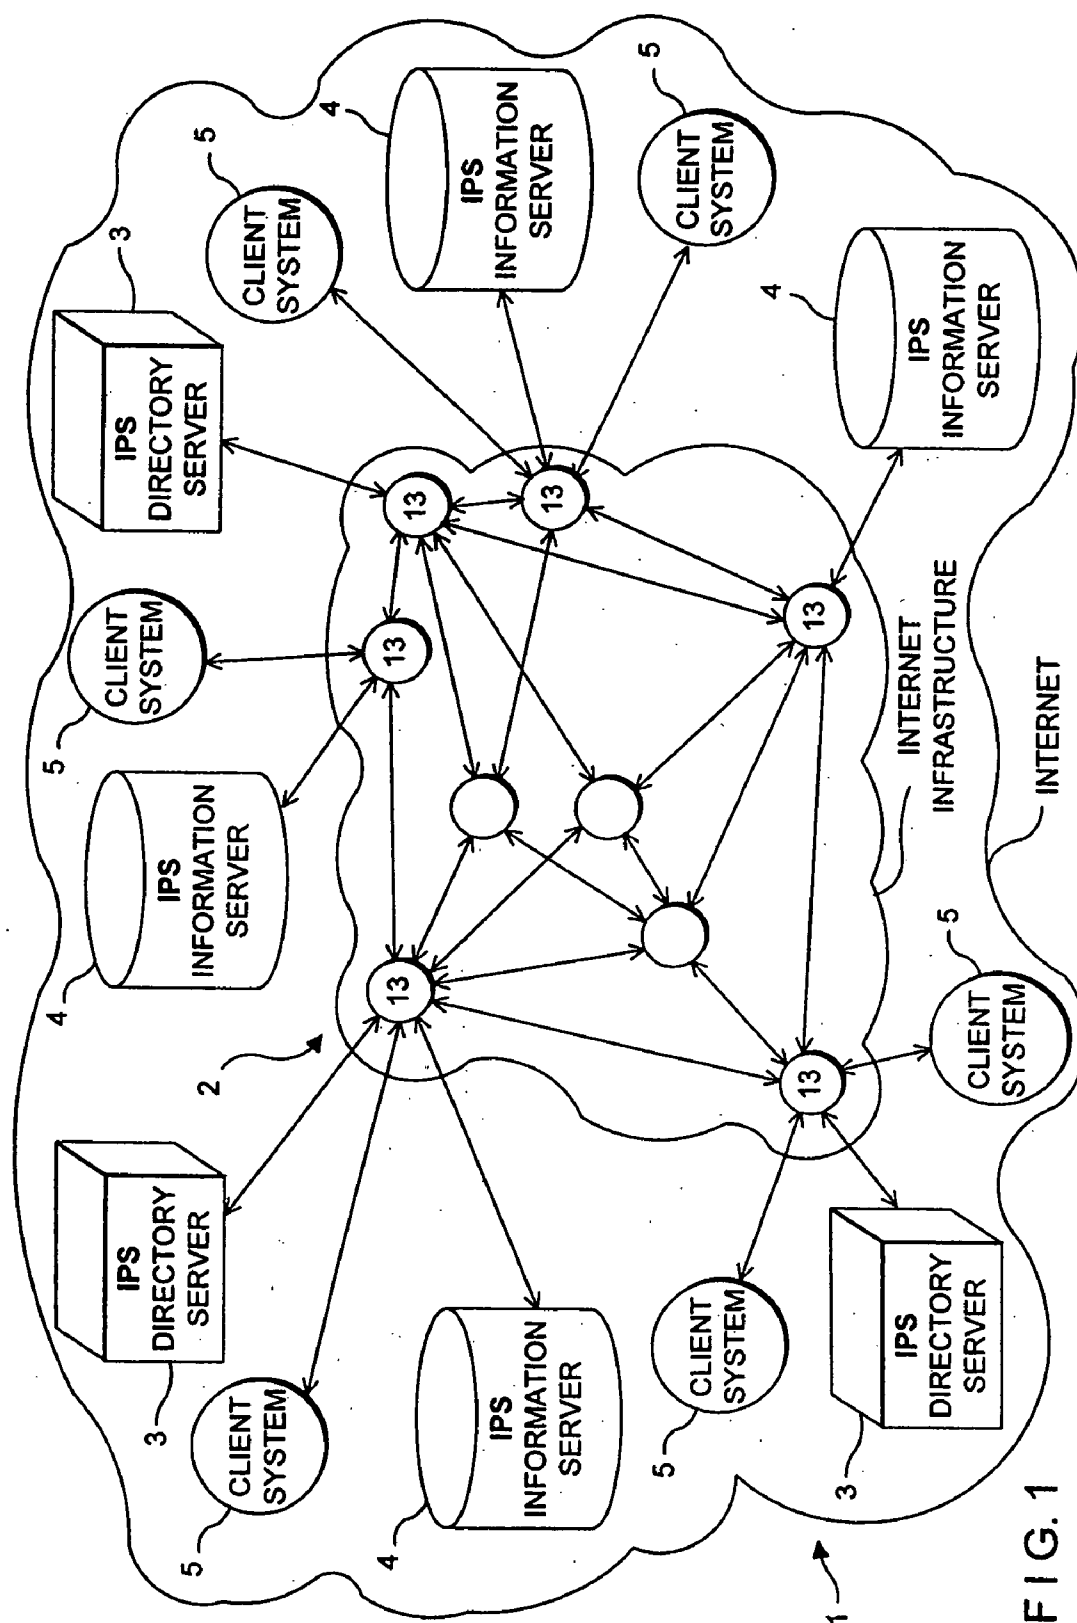 3
IPS
DIRECTORY
SERVER
2
4
IPS
INFORMATION
SERVER
5
CLIENT
SYSTEM
IPS
DIRECTORY
SERVER
3
5
CLIENT
SYSTEM
5
CLIENT
SYSTEM
4
IPS
INFORMATION
SERVER
13
13
13
13
4
IPS
INFORMATION
SERVER
5
CLIENT
SYSTEM
5
CLIENT
SYSTEM
13
13
4
IPS
INFORMATION
SERVER
1
3
IPS
DIRECTORY
SERVER
CLIENT
SYSTEM
5
INTERNET
INFRASTRUCTURE
INTERNET
FIG. 1